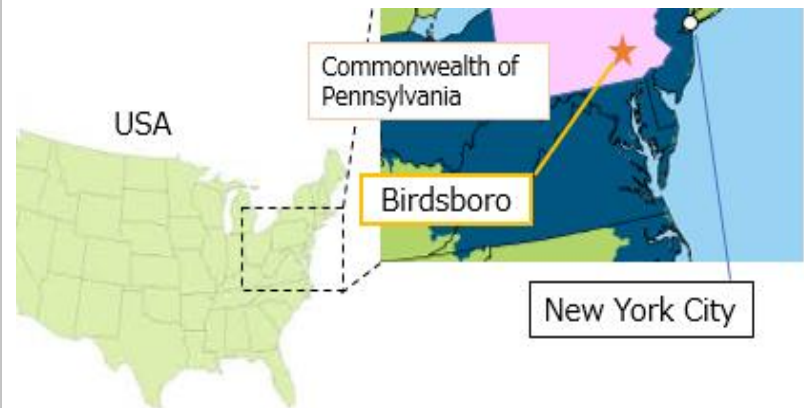 Commonwealth of
Pennsylvania
USA
Birdsboro
New York City